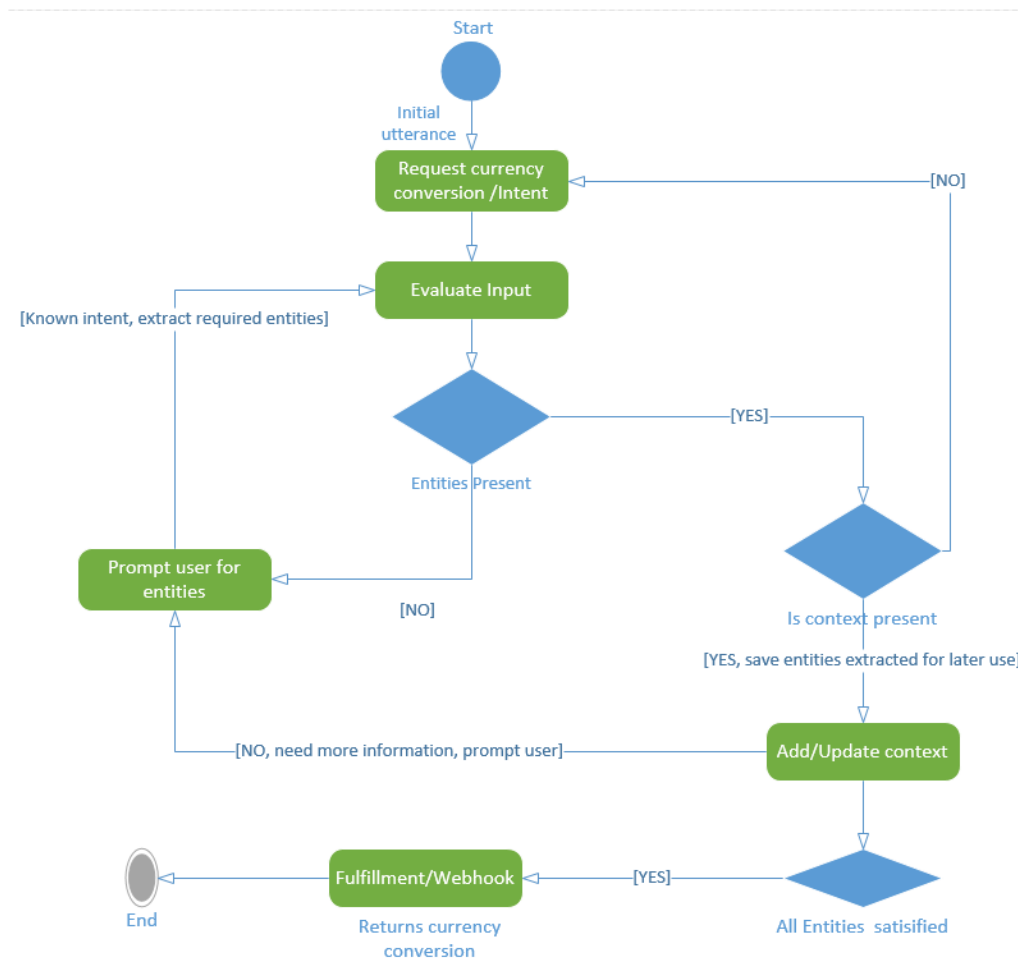 Start
Initial
utterance
Request currency
conversion /Intent
[NO]
Evaluate Input
[Known intent, extract required entities]
[YES]
Entities Present
Prompt user for
entities
[NO]
Is context present
[YES, save entities extracted for later use]
[NO, need more information, prompt user]
Add/Update context
Fulfillment/Webhook
[YES]
End
Returns currency
conversion
All Entities  satisified